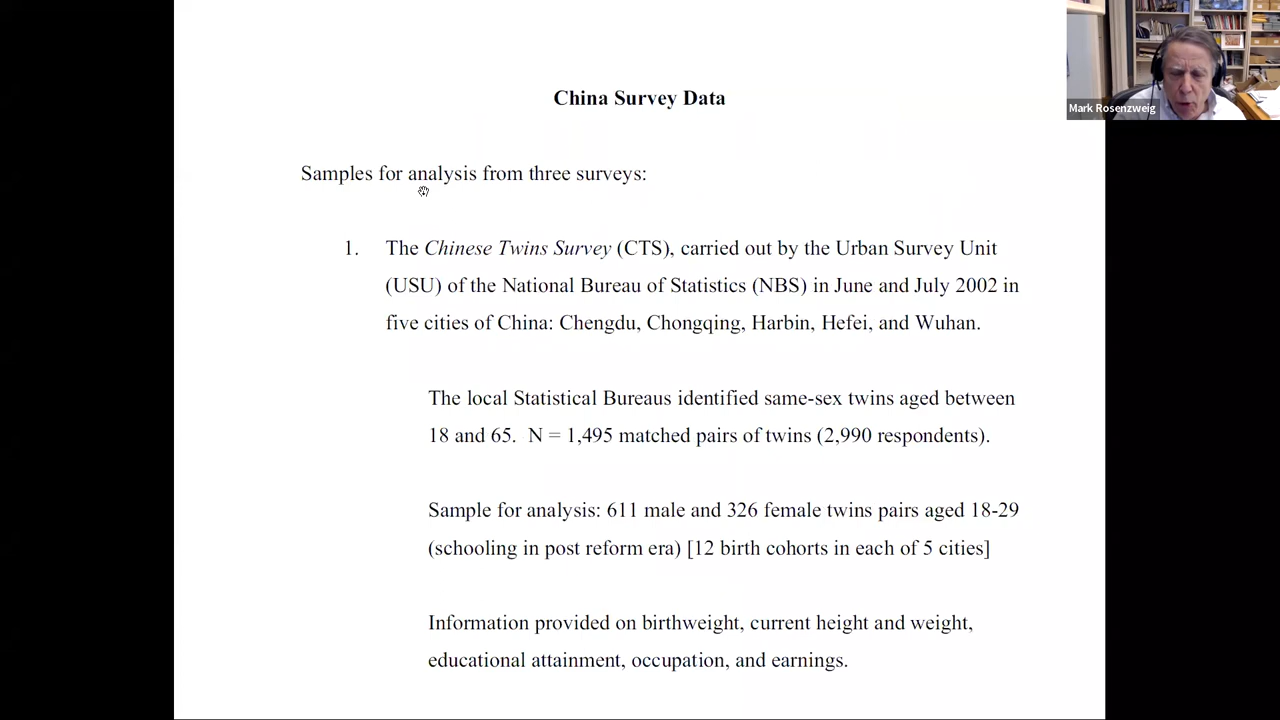 China Survey Data
Mark Rosenzweig
Samples for analysis from three surveys:
1. The Chinese Twins Survey (CTS), carried out by the Urban Survey Unit
(USU) of the National Bureau of Statistics (NBS) in June and July 2002 in
five cities of China: Chengdu, Chongqing, Harbin, Hefei, and Wuhan.
The local Statistical Bureaus identified same-sex twins aged between
18 and 65. N = 1,495 matched pairs of twins (2,990 respondents).
Sample for analysis: 611 male and 326 female twins pairs aged 18-29
(schooling in post reform era) [12 birth cohorts in each of 5 cities]
Information provided on birthweight, current height and weight,
educational attainment, occupation, and earnings.